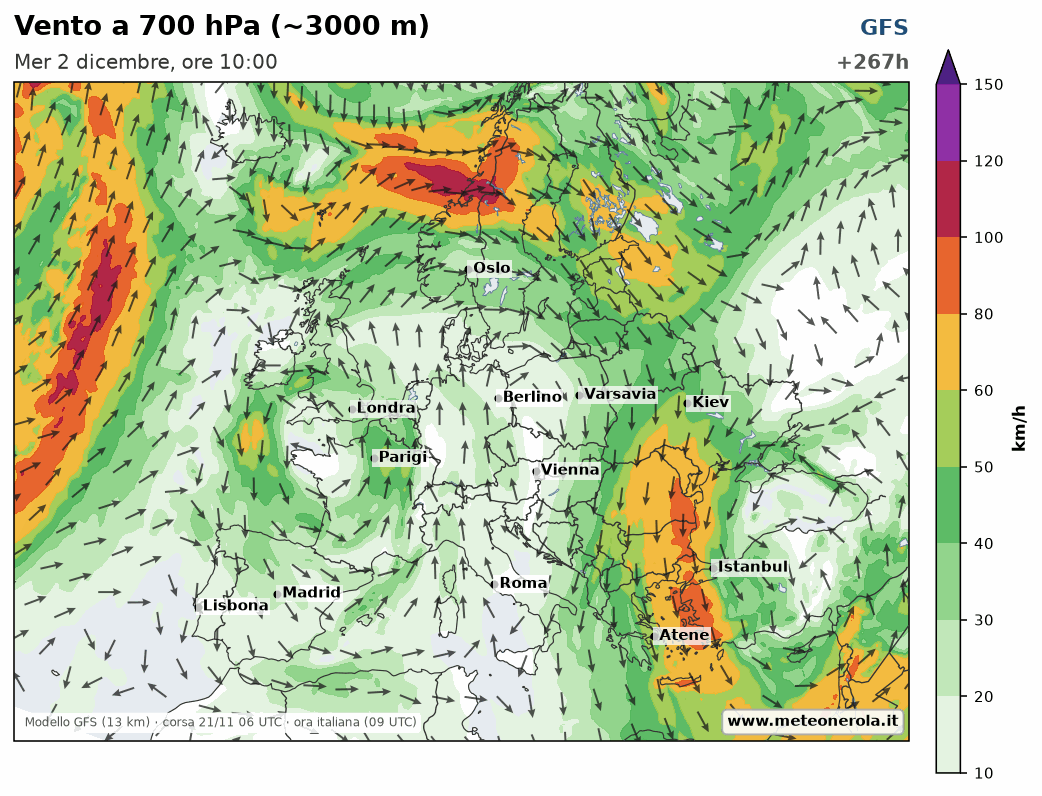 Vento a 700 hPa (~3000 m)
GFS
Mer 2 dicembre, ore 10:00
+267h
150
120
100
80
60
50
40
30
20
10
km/h
Oslo
Berlino
Varsavia
Kiev
Londra
Parigi
Vienna
Istanbul
Roma
Madrid
Lisbona
Atene
Modello GFS (13 km) · corsa 21/11 06 UTC · ora italiana (09 UTC)
www.meteonerola.it